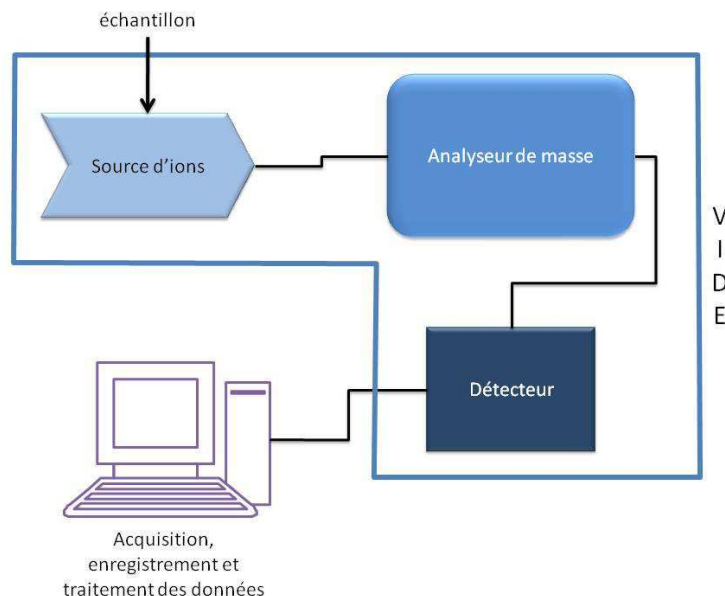 échantillon
Source d'ions
Analyseur de masse
V
I
D
E
Détecteur
Acquisition,
enregistrement et
traitement des données